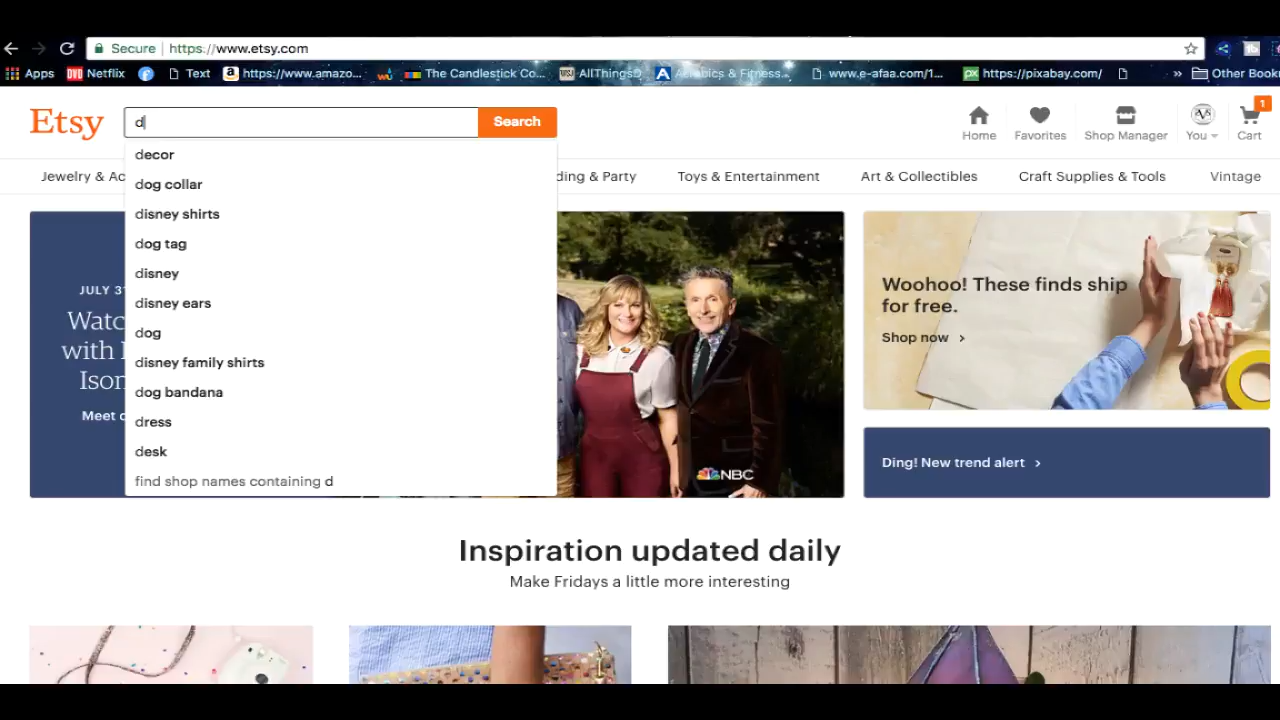 Secure https://www.etsy.com
Apps Netflix Text https://www.amazo... The Candlestick Co... AllThingsD Aerobics & Fitness... www.e-afaa.com/1... https://pixabay.com/ » Other Book
Etsy d Search Home Favorites Shop Manager You Cart 1
Jewelry & Ac ding & Party Toys & Entertainment Art & Collectibles Craft Supplies & Tools Vintage
decor
dog collar
disney shirts
dog tag
disney
disney ears
dog
disney family shirts
dog bandana
dress
desk
find shop names containing d
JULY 31
Watc
with
Ison
Meet
NBC
Woohoo! These finds ship
for free.
Shop now >
Ding! New trend alert >
Inspiration updated daily
Make Fridays a little more interesting